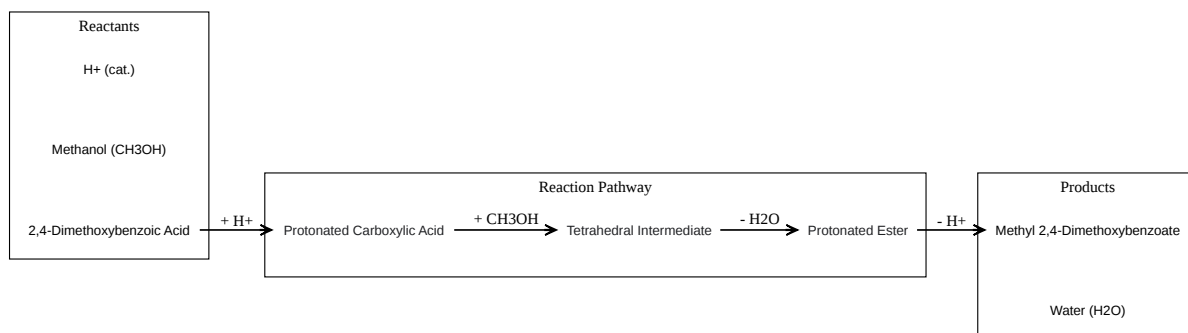 Reactants
H+ (cat.)
Methanol (CH3OH)
2,4-Dimethoxybenzoic Acid
+ H+
Reaction Pathway
Protonated Carboxylic Acid
+ CH3OH
Tetrahedral Intermediate
- H2O
Protonated Ester
- H+
Products
Methyl 2,4-Dimethoxybenzoate
Water (H2O)